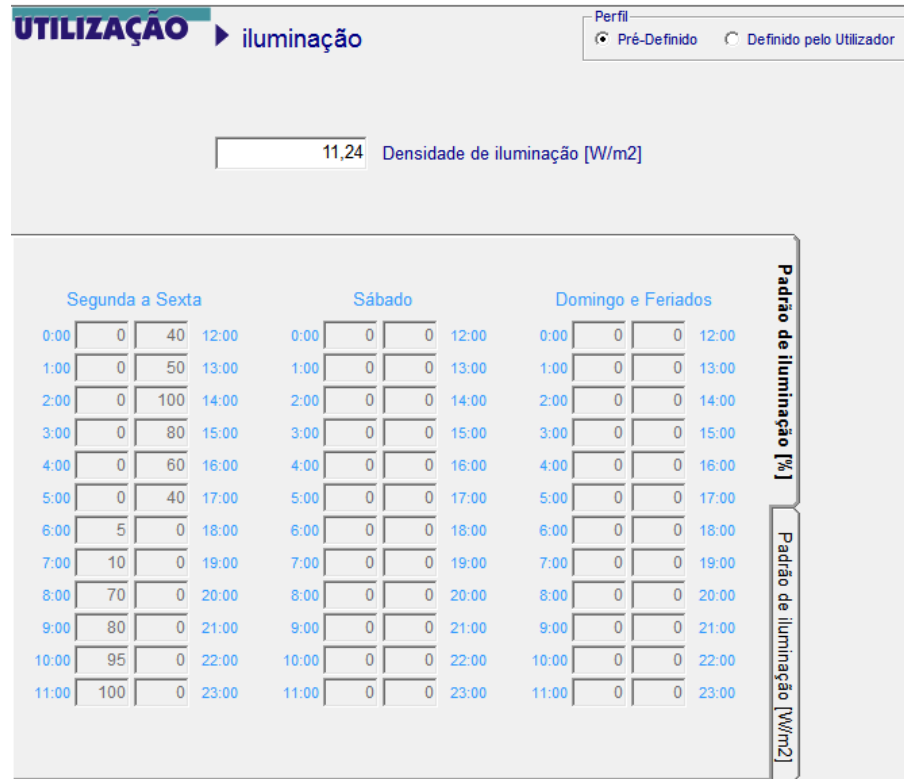 UTILIZAÇÃO iluminação
Perfil
Pré-Definido Definido pelo Utilizador
11,24 Densidade de iluminação [W/m2]
Segunda a Sexta Sábado Domingo e Feriados
0:00 0 40 12:00 0:00 0 0 12:00 0:00 0 0 12:00
1:00 0 50 13:00 1:00 0 0 13:00 1:00 0 0 13:00
2:00 0 100 14:00 2:00 0 0 14:00 2:00 0 0 14:00
3:00 0 80 15:00 3:00 0 0 15:00 3:00 0 0 15:00
4:00 0 60 16:00 4:00 0 0 16:00 4:00 0 0 16:00
5:00 0 40 17:00 5:00 0 0 17:00 5:00 0 0 17:00
6:00 5 0 18:00 6:00 0 0 18:00 6:00 0 0 18:00
7:00 10 0 19:00 7:00 0 0 19:00 7:00 0 0 19:00
8:00 70 0 20:00 8:00 0 0 20:00 8:00 0 0 20:00
9:00 80 0 21:00 9:00 0 0 21:00 9:00 0 0 21:00
10:00 95 0 22:00 10:00 0 0 22:00 10:00 0 0 22:00
11:00 100 0 23:00 11:00 0 0 23:00 11:00 0 0 23:00
Padrão de iluminação [%]
Padrão de iluminação [W/m2]